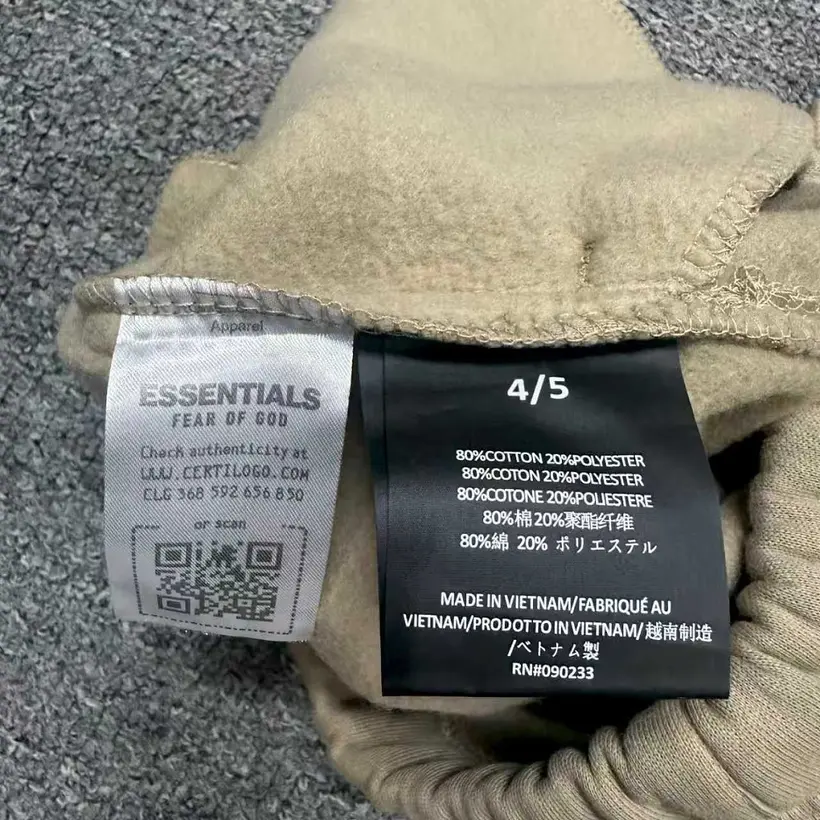 Apparel
ESSENTIALS
FEAR OF GOD
Check authenticity at
WWW.CERTILOGO.COM
CLG 368 592 656 850
or scan
4/5
80%COTTON 20%POLYESTER
80%COTON 20%POLYESTER
80%COTONE 20%POLIESTERE
80%棉20%聚酯纤维
80%綿 20% ポリエステル
MADE IN VIETNAM/FABRIQUÉ AU
VIETNAM/PRODOTTO IN VIETNAM/越南制造
/ベトナム製
RN#090233